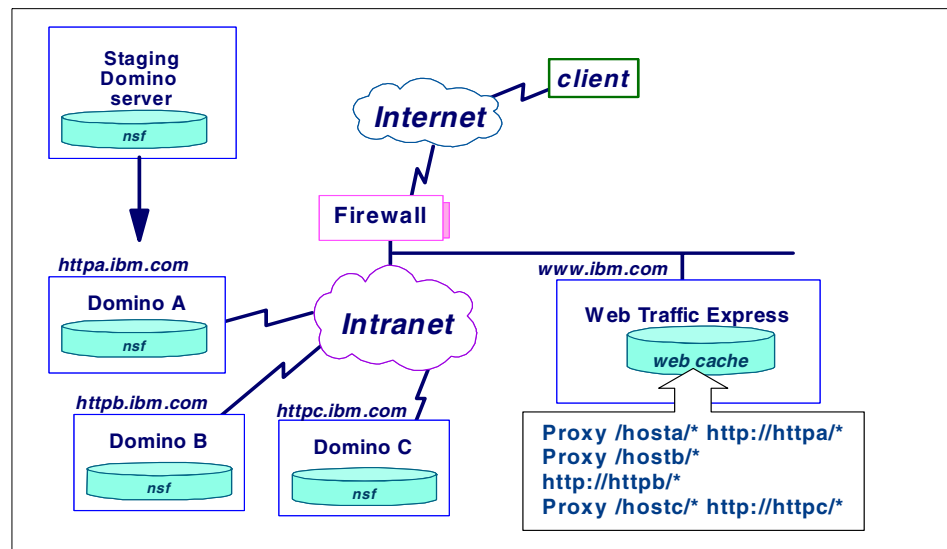 Staging
Domino
server
nsf
client
Internet
Firewall
httpa.ibm.com
www.ibm.com
Domino A
nsf
Intranet
Web Traffic Express
web cache
httpb.ibm.com
httpc.ibm.com
Domino B
nsf
Domino C
nsf
Proxy /hosta/* http://httpa/*
Proxy /hostb/*
http://httpb/*
Proxy /hostc/* http://httpc/*